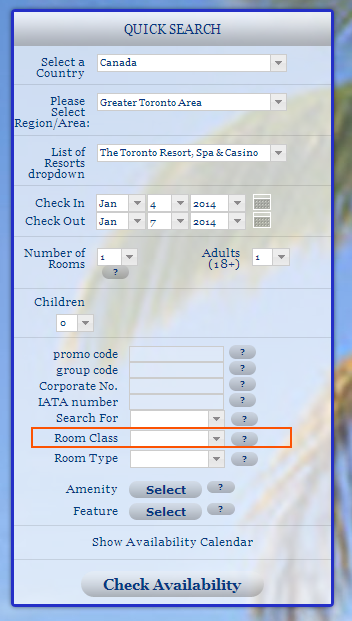 QUICK SEARCH
Select a Country Canada
Please Select Region/Area: Greater Toronto Area
List of Resorts dropdown The Toronto Resort, Spa & Casino
Check In Jan 4 2014
Check Out Jan 7 2014
Number of Rooms 1 ? Adults (18+) 1
Children
0
promo code ?
group code ?
Corporate No. ?
IATA number ?
Search For ?
Room Class ?
Room Type ?
Amenity Select ?
Feature Select ?
Show Availability Calendar
Check Availability